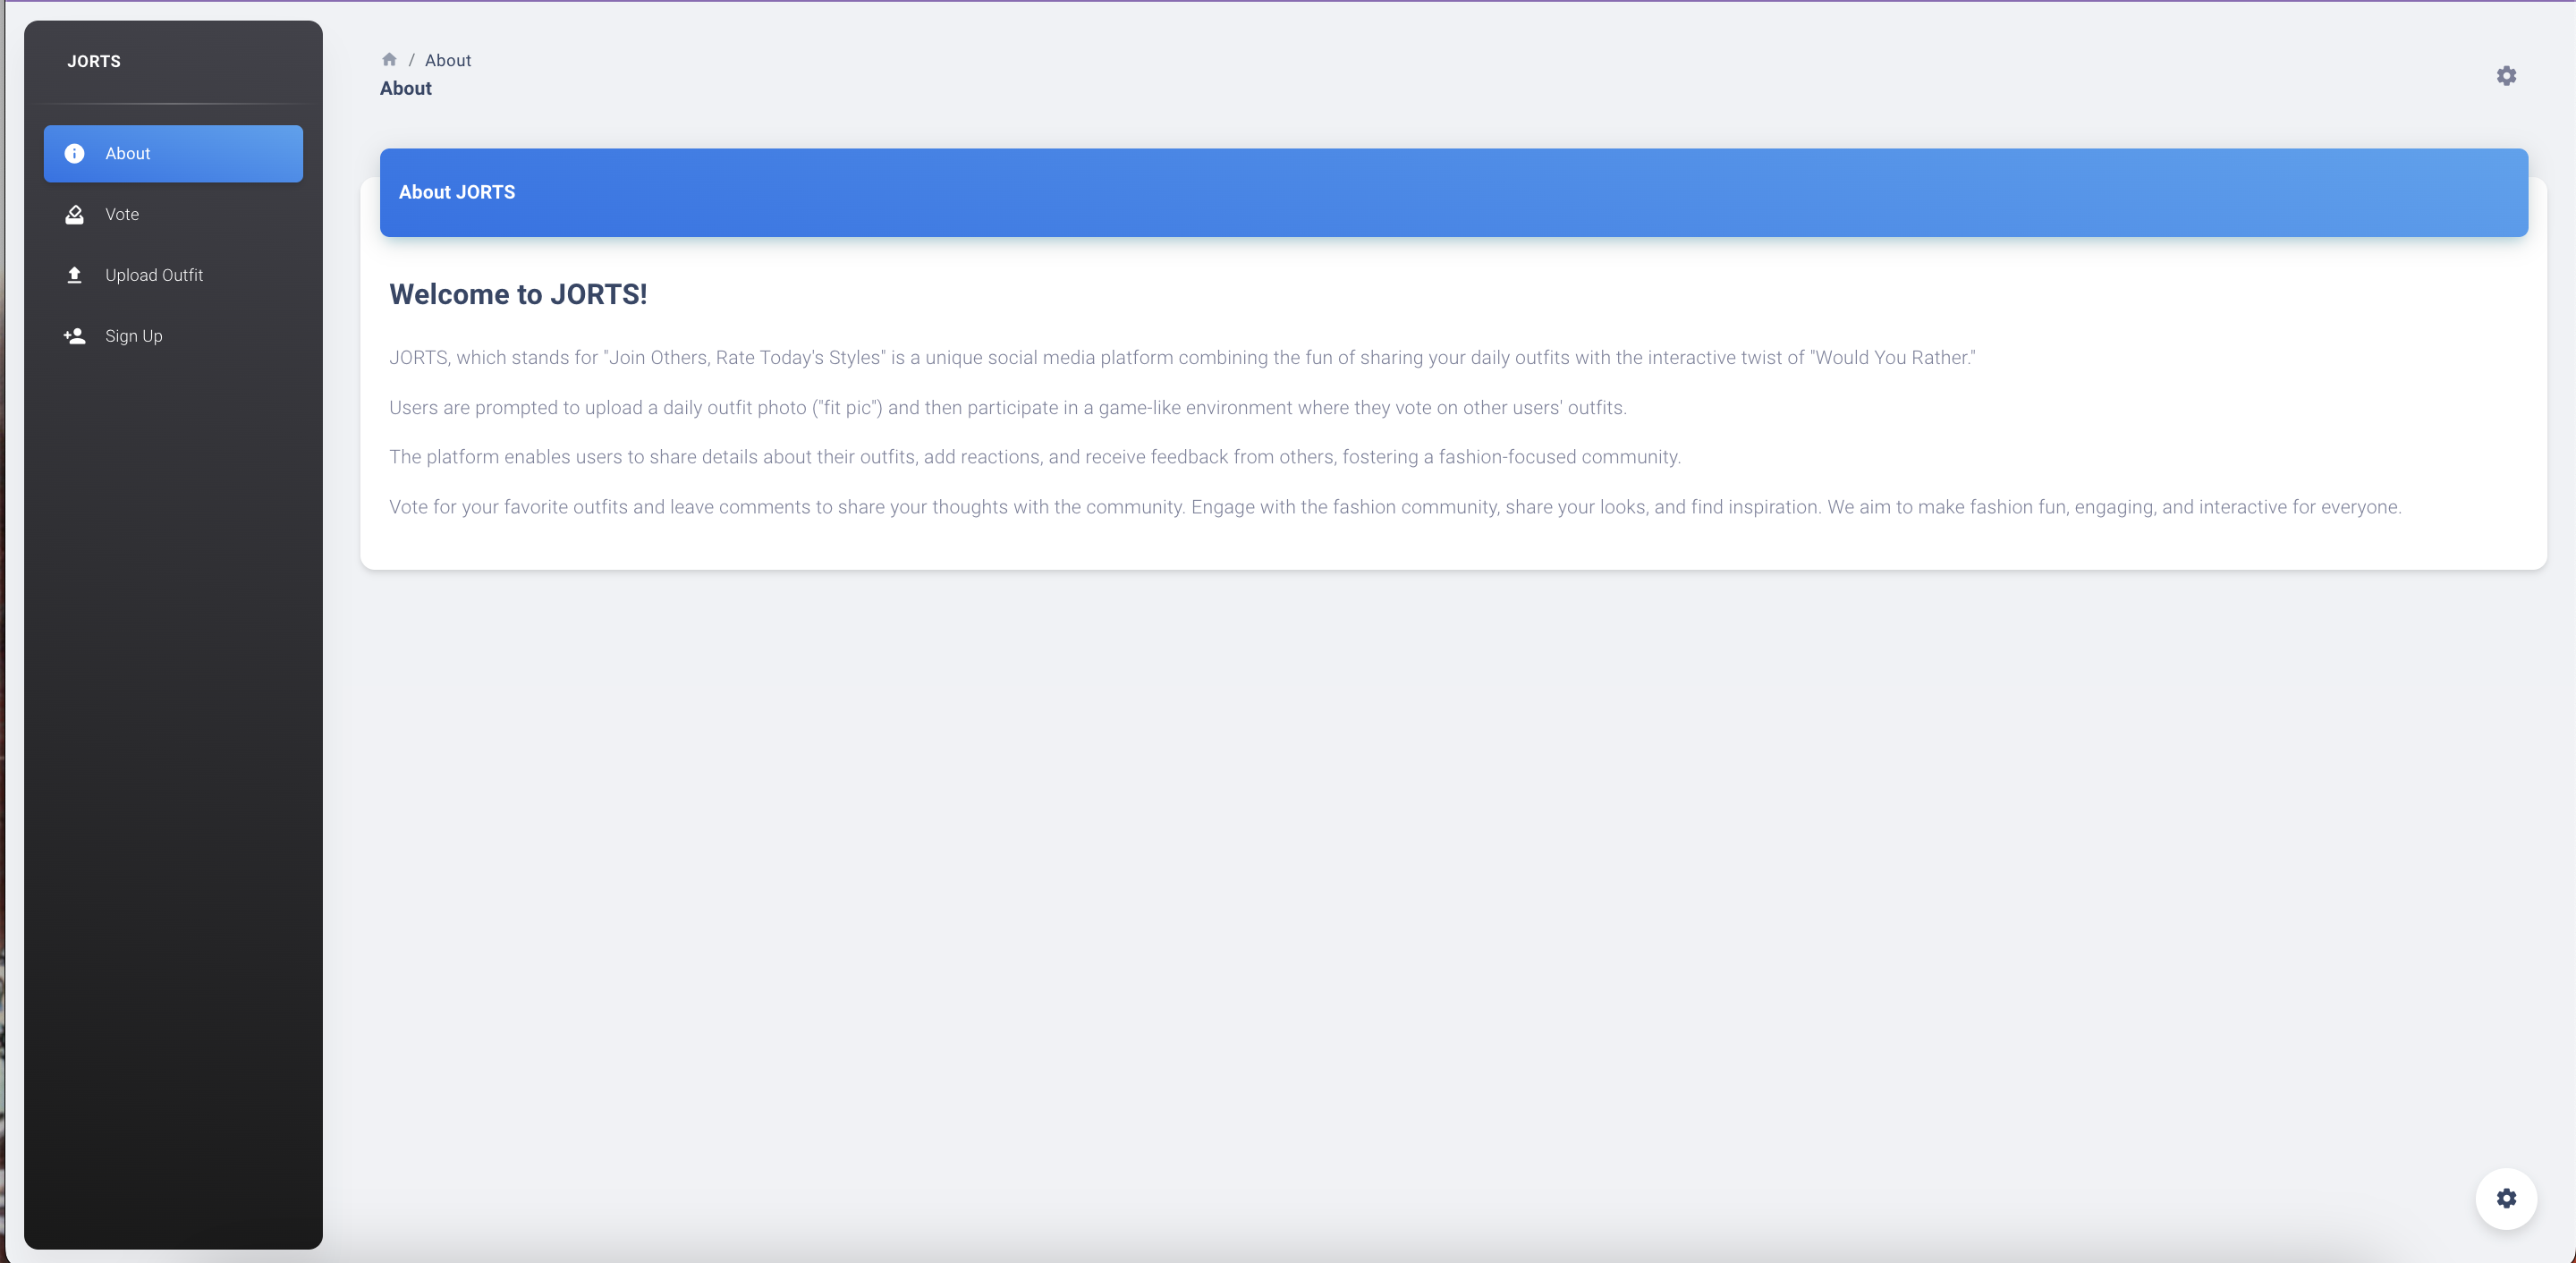 JORTS
About
Vote
Upload Outfit
Sign Up
/ About
About
About JORTS
Welcome to JORTS!
JORTS, which stands for "Join Others, Rate Today's Styles" is a unique social media platform combining the fun of sharing your daily outfits with the interactive twist of "Would You Rather."
Users are prompted to upload a daily outfit photo ("fit pic") and then participate in a game-like environment where they vote on other users' outfits.
The platform enables users to share details about their outfits, add reactions, and receive feedback from others, fostering a fashion-focused community.
Vote for your favorite outfits and leave comments to share your thoughts with the community. Engage with the fashion community, share your looks, and find inspiration. We aim to make fashion fun, engaging, and interactive for everyone.